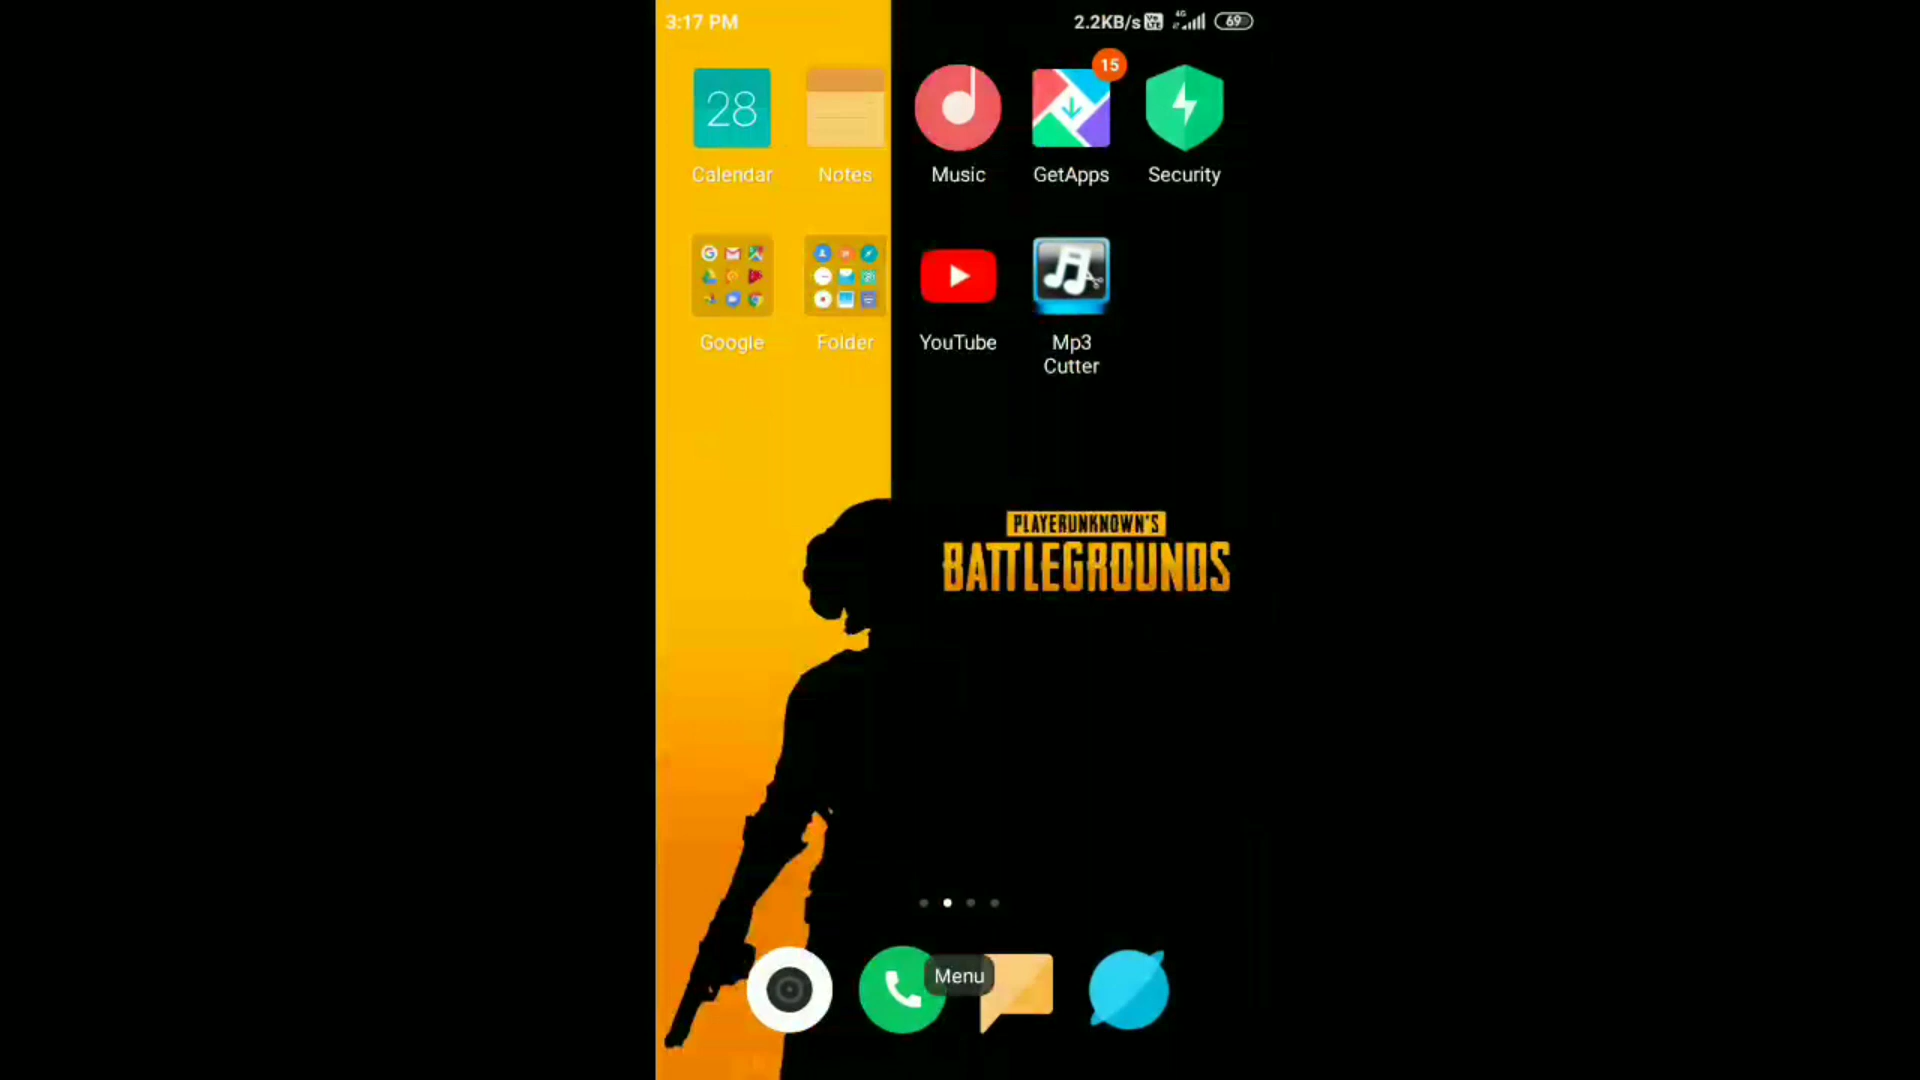 3:17 PM
2.2KB/s
4G
69
15
28
Calendar
Notes
Music
GetApps
Security
Google
Folder
YouTube
Mp3
Cutter
PLAYERUNKNOWN'S
BATTLEGROUNDS
Menu